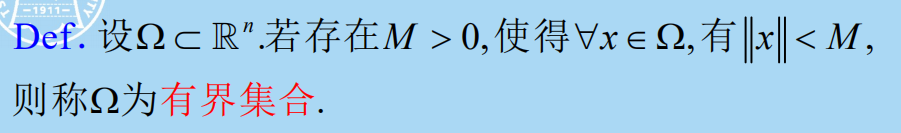 -1911-
Def. 设Ω⊂ℝⁿ.若存在M > 0,使得∀x∈Ω,有‖x‖< M,
则称Ω为有界集合.